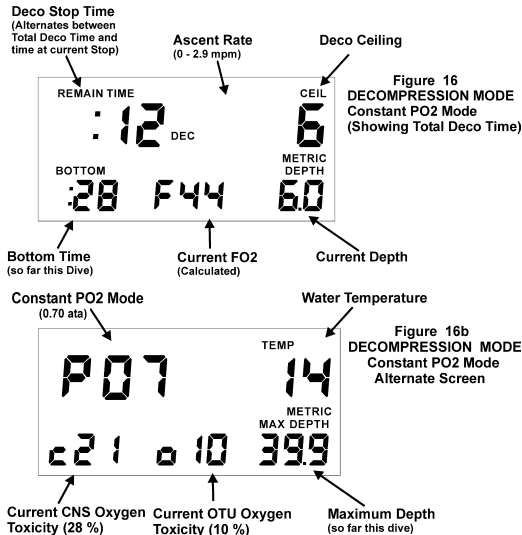 Deco Stop Time
(Alternates between
Total Deco Time and
time at current Stop)
Ascent Rate
(0 - 2.9 mpm)
Deco Ceiling
Figure 16
DECOMPRESSION MODE
Constant PO2 Mode
(Showing Total Deco Time)
REMAIN TIME
CEIL
:12 DEC
6
BOTTOM
METRIC
DEPTH
:28
F44
6.0
Bottom Time
(so far this Dive)
Current FO2
(Calculated)
Current Depth
Constant PO2 Mode
(0.70 ata)
Water Temperature
Figure 16b
DECOMPRESSION MODE
Constant PO2 Mode
Alternate Screen
TEMP
P07
14
METRIC
MAX DEPTH
c21
o10
39.9
Current CNS Oxygen
Toxicity (28 %)
Current OTU Oxygen
Toxicity (10 %)
Maximum Depth
(so far this dive)